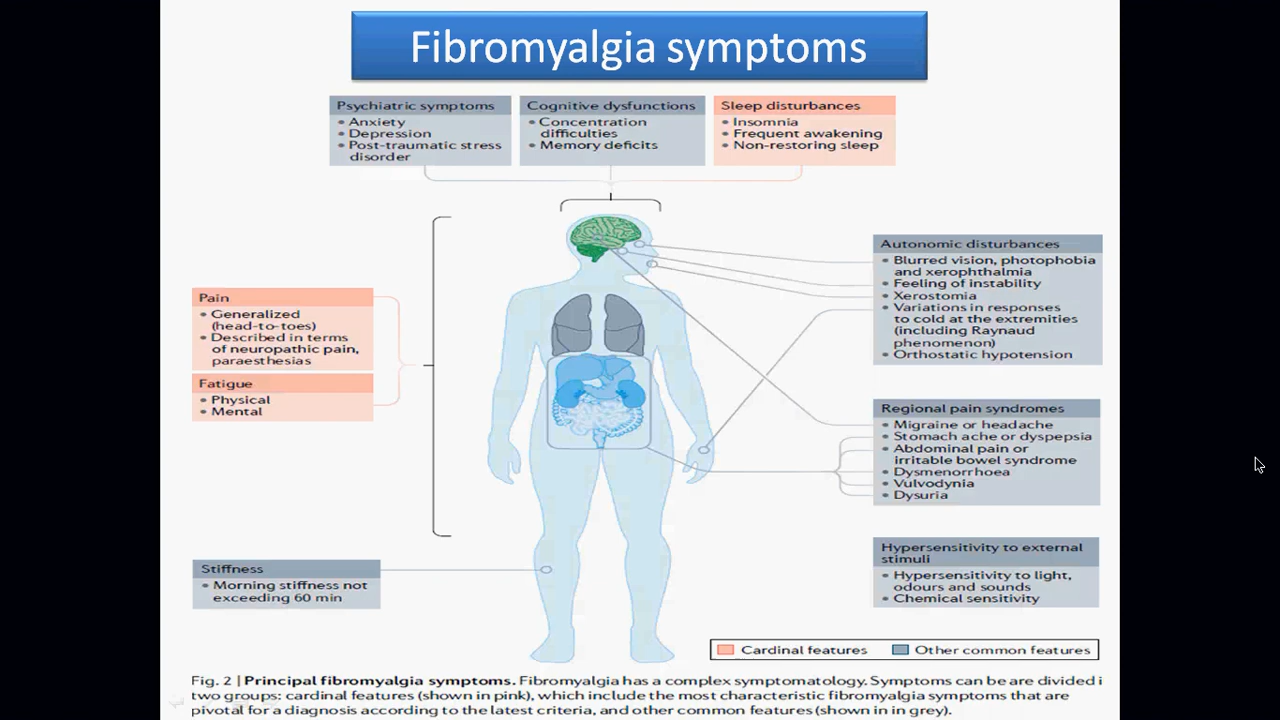 Fibromyalgia symptoms
Psychiatric symptoms
• Anxiety
• Depression
• Post-traumatic stress
disorder
Cognitive dysfunctions
• Concentration
difficulties
• Memory deficits
Sleep disturbances
• Insomnia
• Frequent awakening
• Non-restoring sleep
Pain
• Generalized
(head-to-toes)
• Described in terms
of neuropathic pain,
paraesthesias
Fatigue
• Physical
• Mental
Stiffness
• Morning stiffness not
exceeding 60 min
Autonomic disturbances
• Blurred vision, photophobia
and xerophthalmia
• Feeling of instability
• Xerostomia
• Variations in responses
to cold at the extremities
(including Raynaud
phenomenon)
• Orthostatic hypotension
Regional pain syndromes
• Migraine or headache
• Stomach ache or dyspepsia
• Abdominal pain or
irritable bowel syndrome
• Dysmenorrhoea
• Vulvodynia
• Dysuria
Hypersensitivity to external
stimuli
• Hypersensitivity to light,
odours and sounds
• Chemical sensitivity
Cardinal features
Other common features
Fig. 2 | Principal fibromyalgia symptoms. Fibromyalgia has a complex symptomatology. Symptoms can be are divided i
two groups: cardinal features (shown in pink), which include the most characteristic fibromyalgia symptoms that are
pivotal for a diagnosis according to the latest criteria, and other common features (shown in in grey).